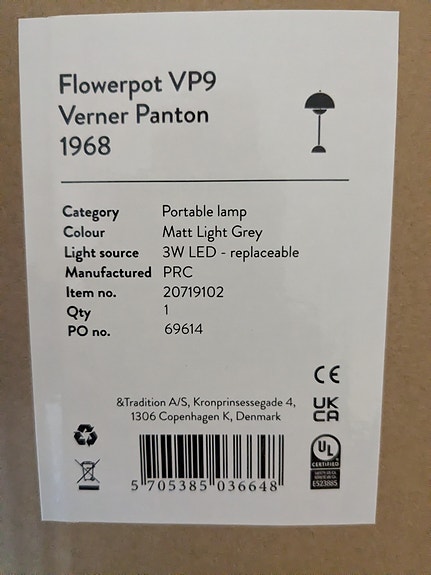 Flowerpot VP9
Verner Panton
1968
Category Portable lamp
Colour Matt Light Grey
Light source 3W LED - replaceable
Manufactured PRC
Item no. 20719102
Qty 1
PO no. 69614
CE
UK
CA
&Tradition A/S, Kronprinsessegade 4,
1306 Copenhagen K, Denmark
UL
CERTIFIED
E523885
5 705385 036648